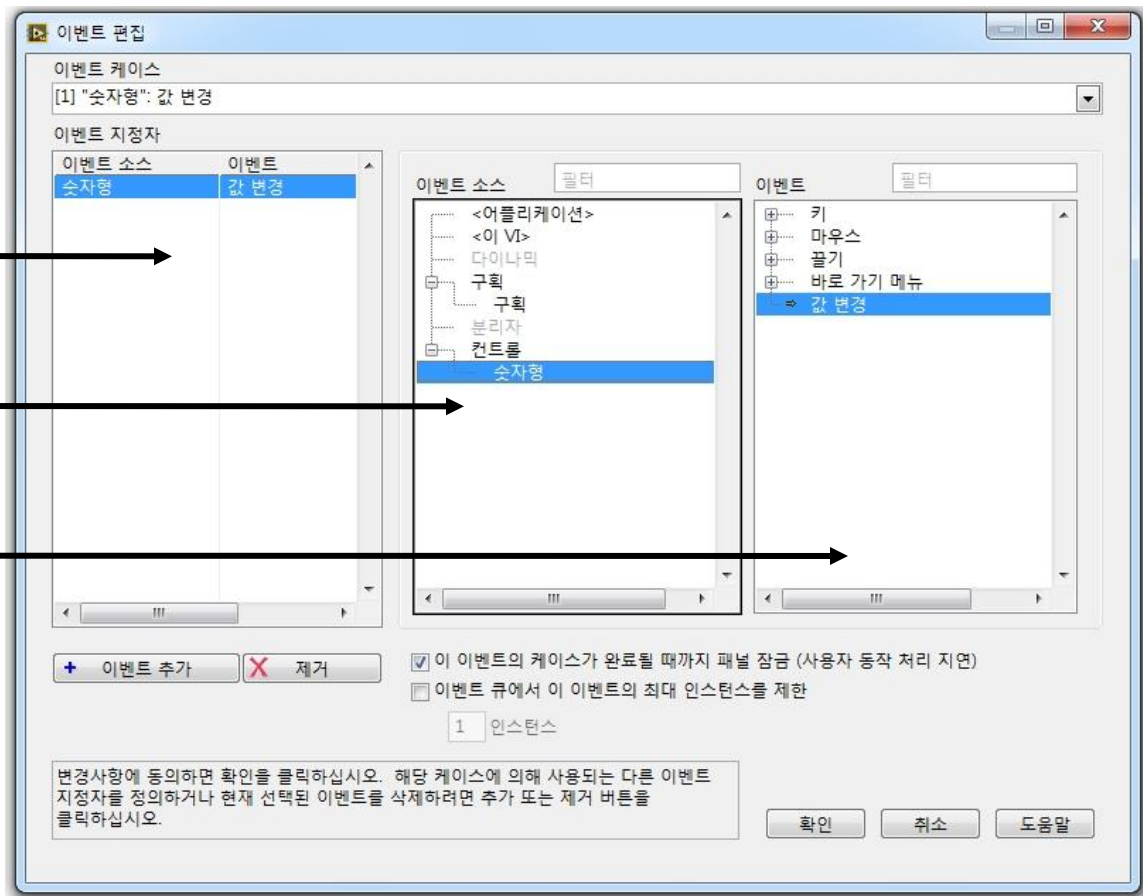 이벤트 편집
이벤트 케이스
[1] "숫자형": 값 변경
이벤트 지정자
이벤트 소스 이벤트
숫자형 값 변경
이벤트 소스 필터
<어플리케이션>
<이 VI>
다이나믹
구획
구획
분리자
컨트롤
숫자형
이벤트 필터
키
마우스
끌기
바로 가기 메뉴
값 변경
+ 이벤트 추가
X 제거
이 이벤트의 케이스가 완료될 때까지 패널 잠금 (사용자 동작 처리 지연)
이벤트 큐에서 이 이벤트의 최대 인스턴스를 제한
1 인스턴스
변경사항에 동의하면 확인을 클릭하십시오. 해당 케이스에 의해 사용되는 다른 이벤트
지정자를 정의하거나 현재 선택된 이벤트를 삭제하려면 추가 또는 제거 버튼을
클릭하십시오.
확인 취소 도움말